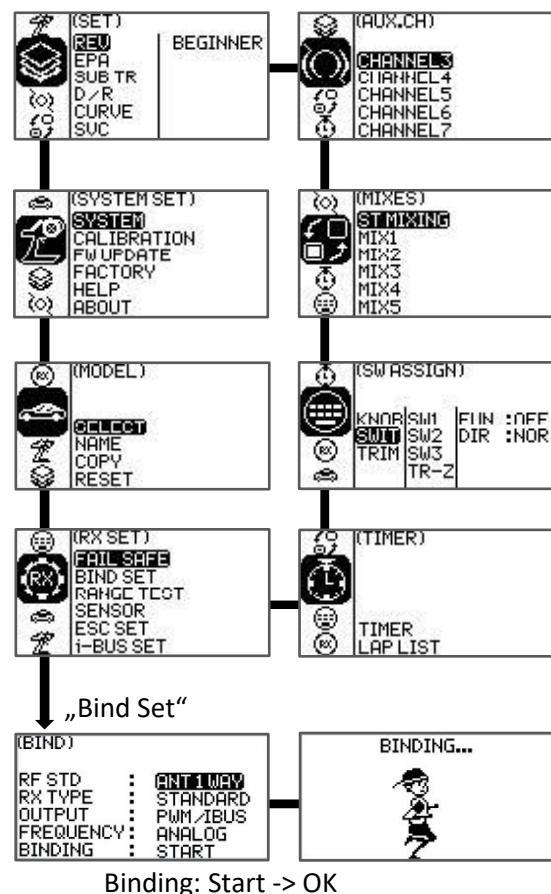 (SET)
REV
EPA
SUB TR
D/R
CURVE
SVC
BEGINNER
(AUX.CH)
CHANNEL3
CHANNEL4
CHANNEL5
CHANNEL6
CHANNEL7
(SYSTEM SET)
SYSTEM
CALIBRATION
FW UPDATE
FACTORY
HELP
ABOUT
(MIXES)
ST MIXING
MIX1
MIX2
MIX3
MIX4
MIX5
(MODEL)
SELECT
NAME
COPY
RESET
(SW ASSIGN)
KNOB SW1 FUN :OFF
SWIT SW2 DIR :NOR
TRIM SW3
TR-Z
(RX SET)
RX FAIL SAFE
BIND SET
RANGE TEST
SENSOR
ESC SET
i-BUS SET
(TIMER)
TIMER
LAP LIST
RX
„Bind Set“
(BIND)
RF STD : ANT 1 WAY
RX TYPE : STANDARD
OUTPUT : PWM/IBUS
FREQUENCY: ANALOG
BINDING : START
BINDING...
Binding: Start -> OK